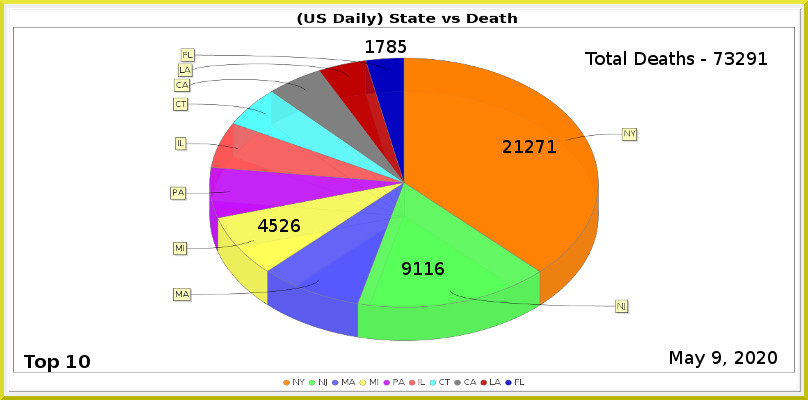 (US Daily) State vs Death
1785
Total Deaths - 73291
FL
LA
CA
CT
IL
PA
MI
MA
NY
NJ
21271
4526
9116
Top 10
May 9, 2020
NY NJ MA MI PA IL CT CA LA FL